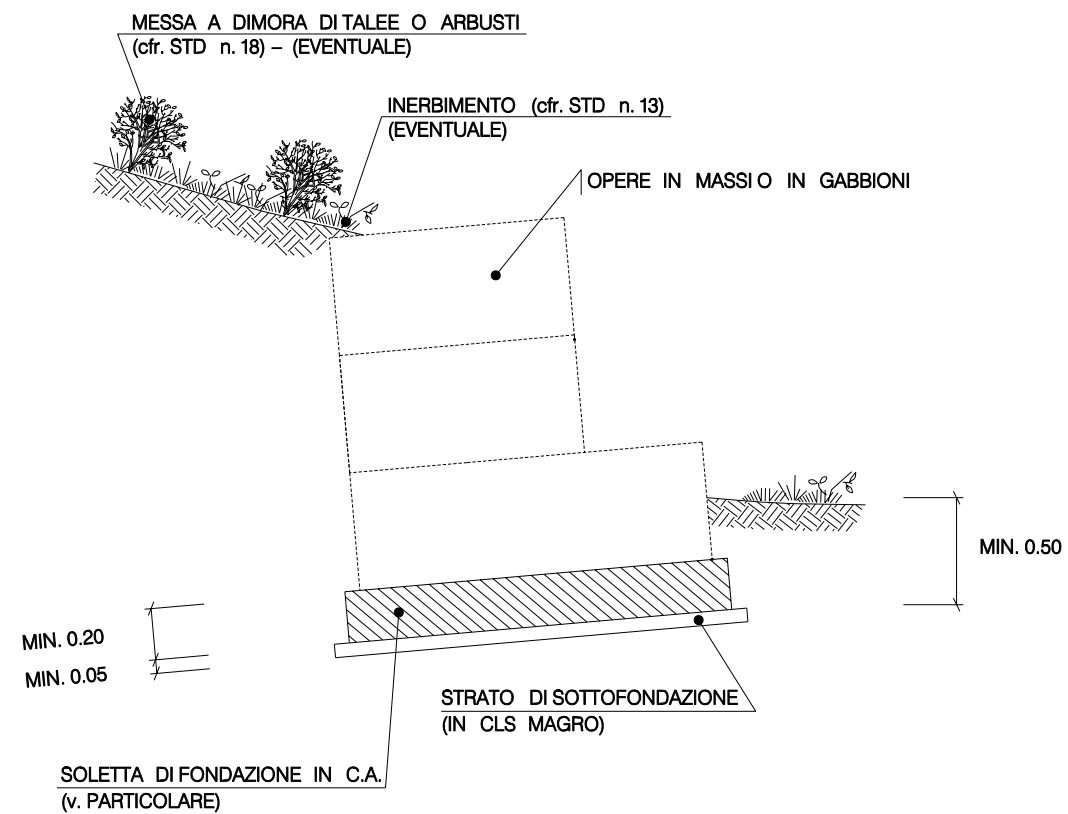 MESSA A DIMORA DI TALEE O ARBUSTI
(cfr. STD n. 18) – (EVENTUALE)
INERBIMENTO (cfr. STD n. 13)
(EVENTUALE)
OPERE IN MASSI O IN GABBIONI
MIN. 0.50
MIN. 0.20
MIN. 0.05
STRATO DI SOTTOFONDAZIONE
(IN CLS MAGRO)
SOLETTA DI FONDAZIONE IN C.A.
(v. PARTICOLARE)